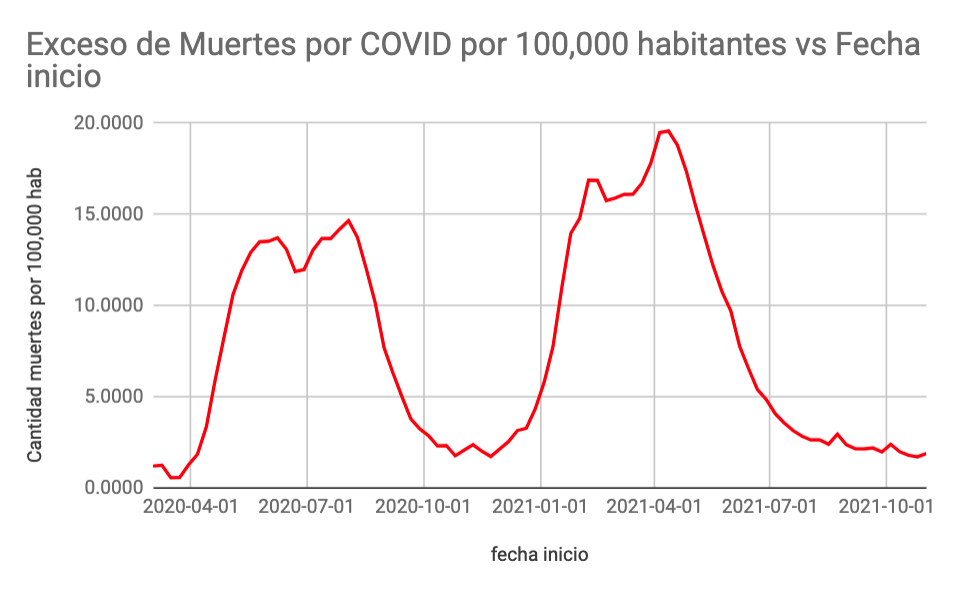 Exceso de Muertes por COVID por 100,000 habitantes vs Fecha
inicio
Cantidad muertes por 100,000 hab
20.0000
15.0000
10.0000
5.0000
0.0000
2020-04-01 2020-07-01 2020-10-01 2021-01-01 2021-04-01 2021-07-01 2021-10-01
fecha inicio